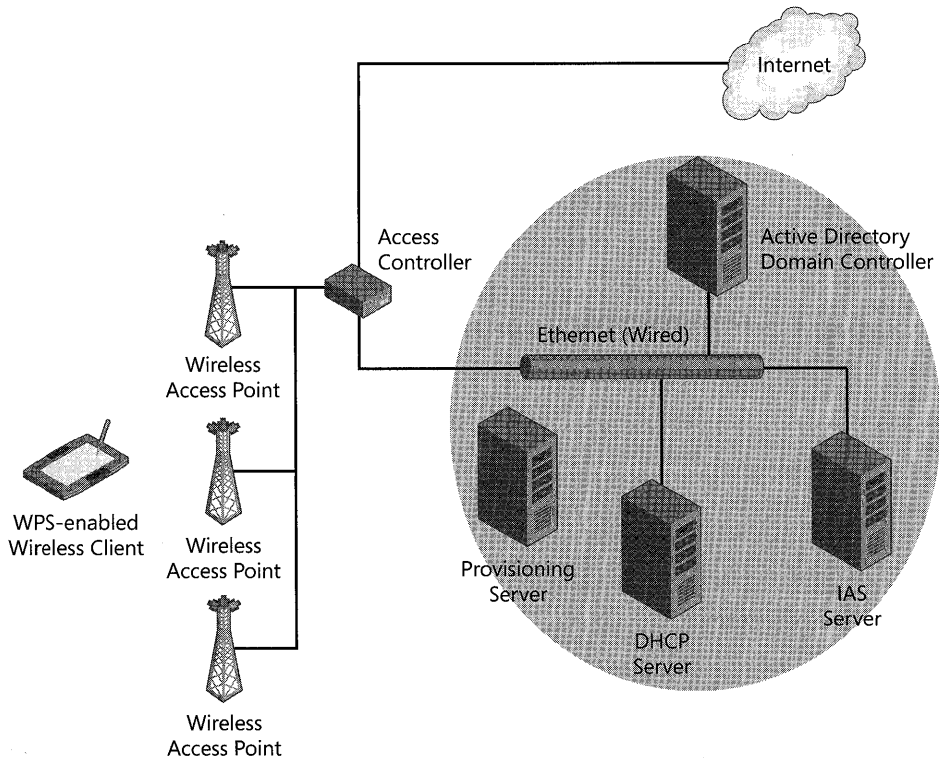 Internet
Access
Controller
Active Directory
Domain Controller
Ethernet (Wired)
Wireless
Access Point
WPS-enabled
Wireless Client
Wireless
Access Point
Provisioning
Server
IAS
Server
DHCP
Server
Wireless
Access Point